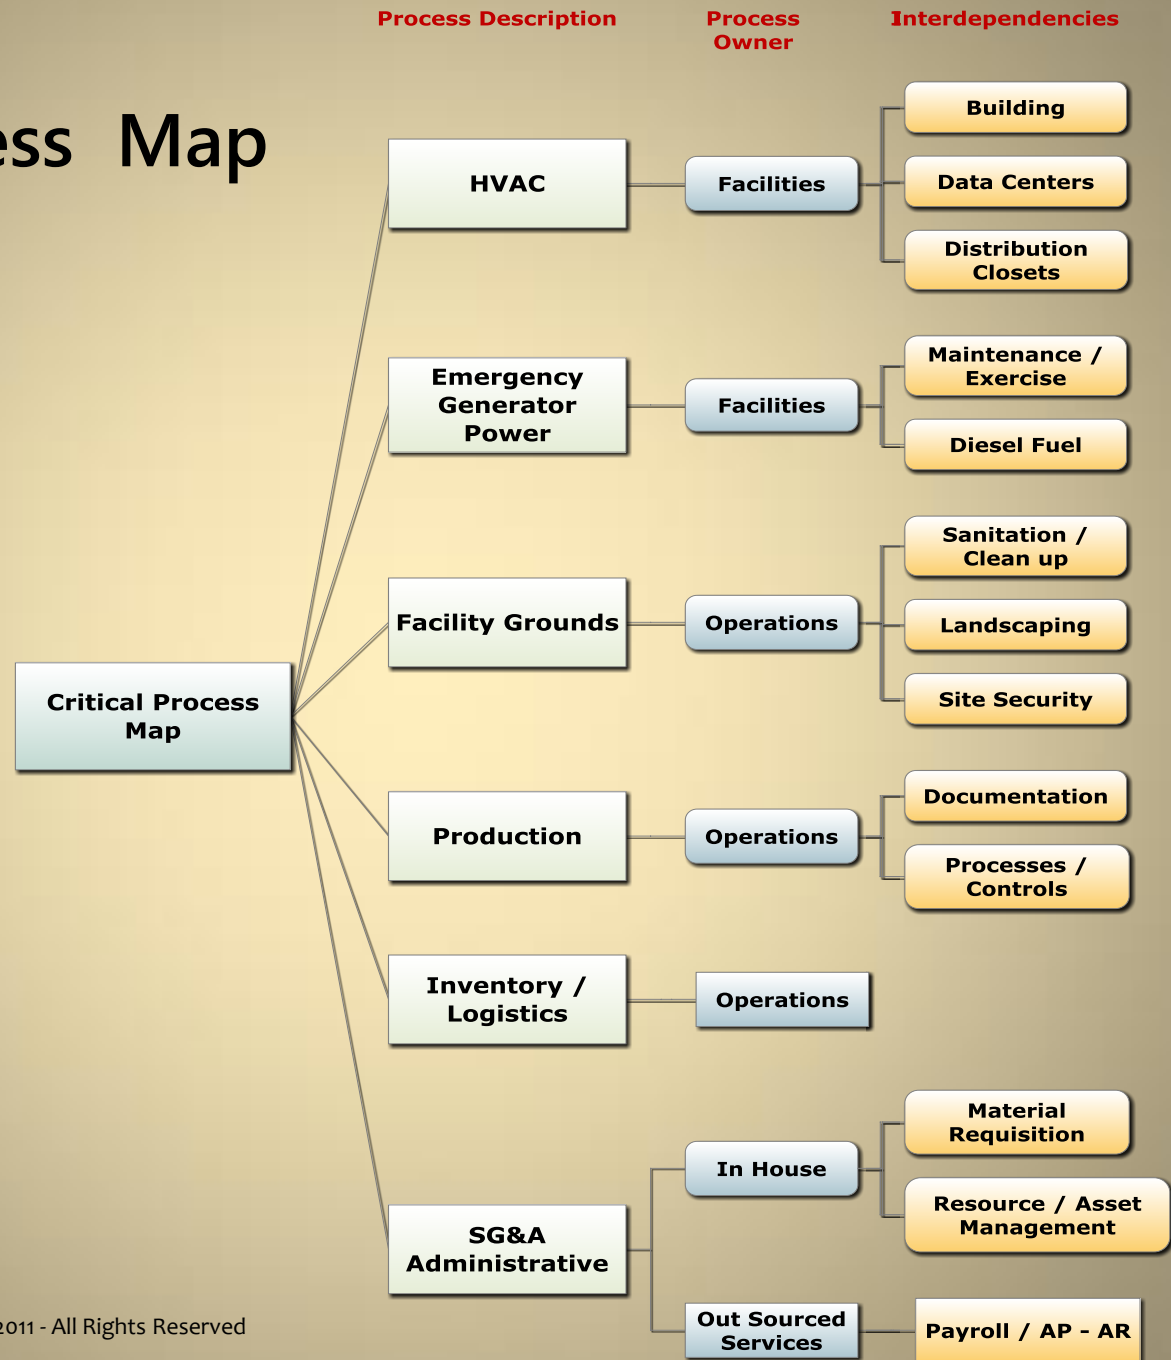 Process Description
Process
Owner
Interdependencies
ess Map
HVAC
Facilities
Building
Data Centers
Distribution
Closets
Emergency
Generator
Power
Facilities
Maintenance /
Exercise
Diesel Fuel
Facility Grounds
Operations
Sanitation /
Clean up
Landscaping
Site Security
Critical Process
Map
Production
Operations
Documentation
Processes /
Controls
Inventory /
Logistics
Operations
SG&A
Administrative
In House
Material
Requisition
Resource / Asset
Management
Out Sourced
Services
Payroll / AP - AR
2011 - All Rights Reserved